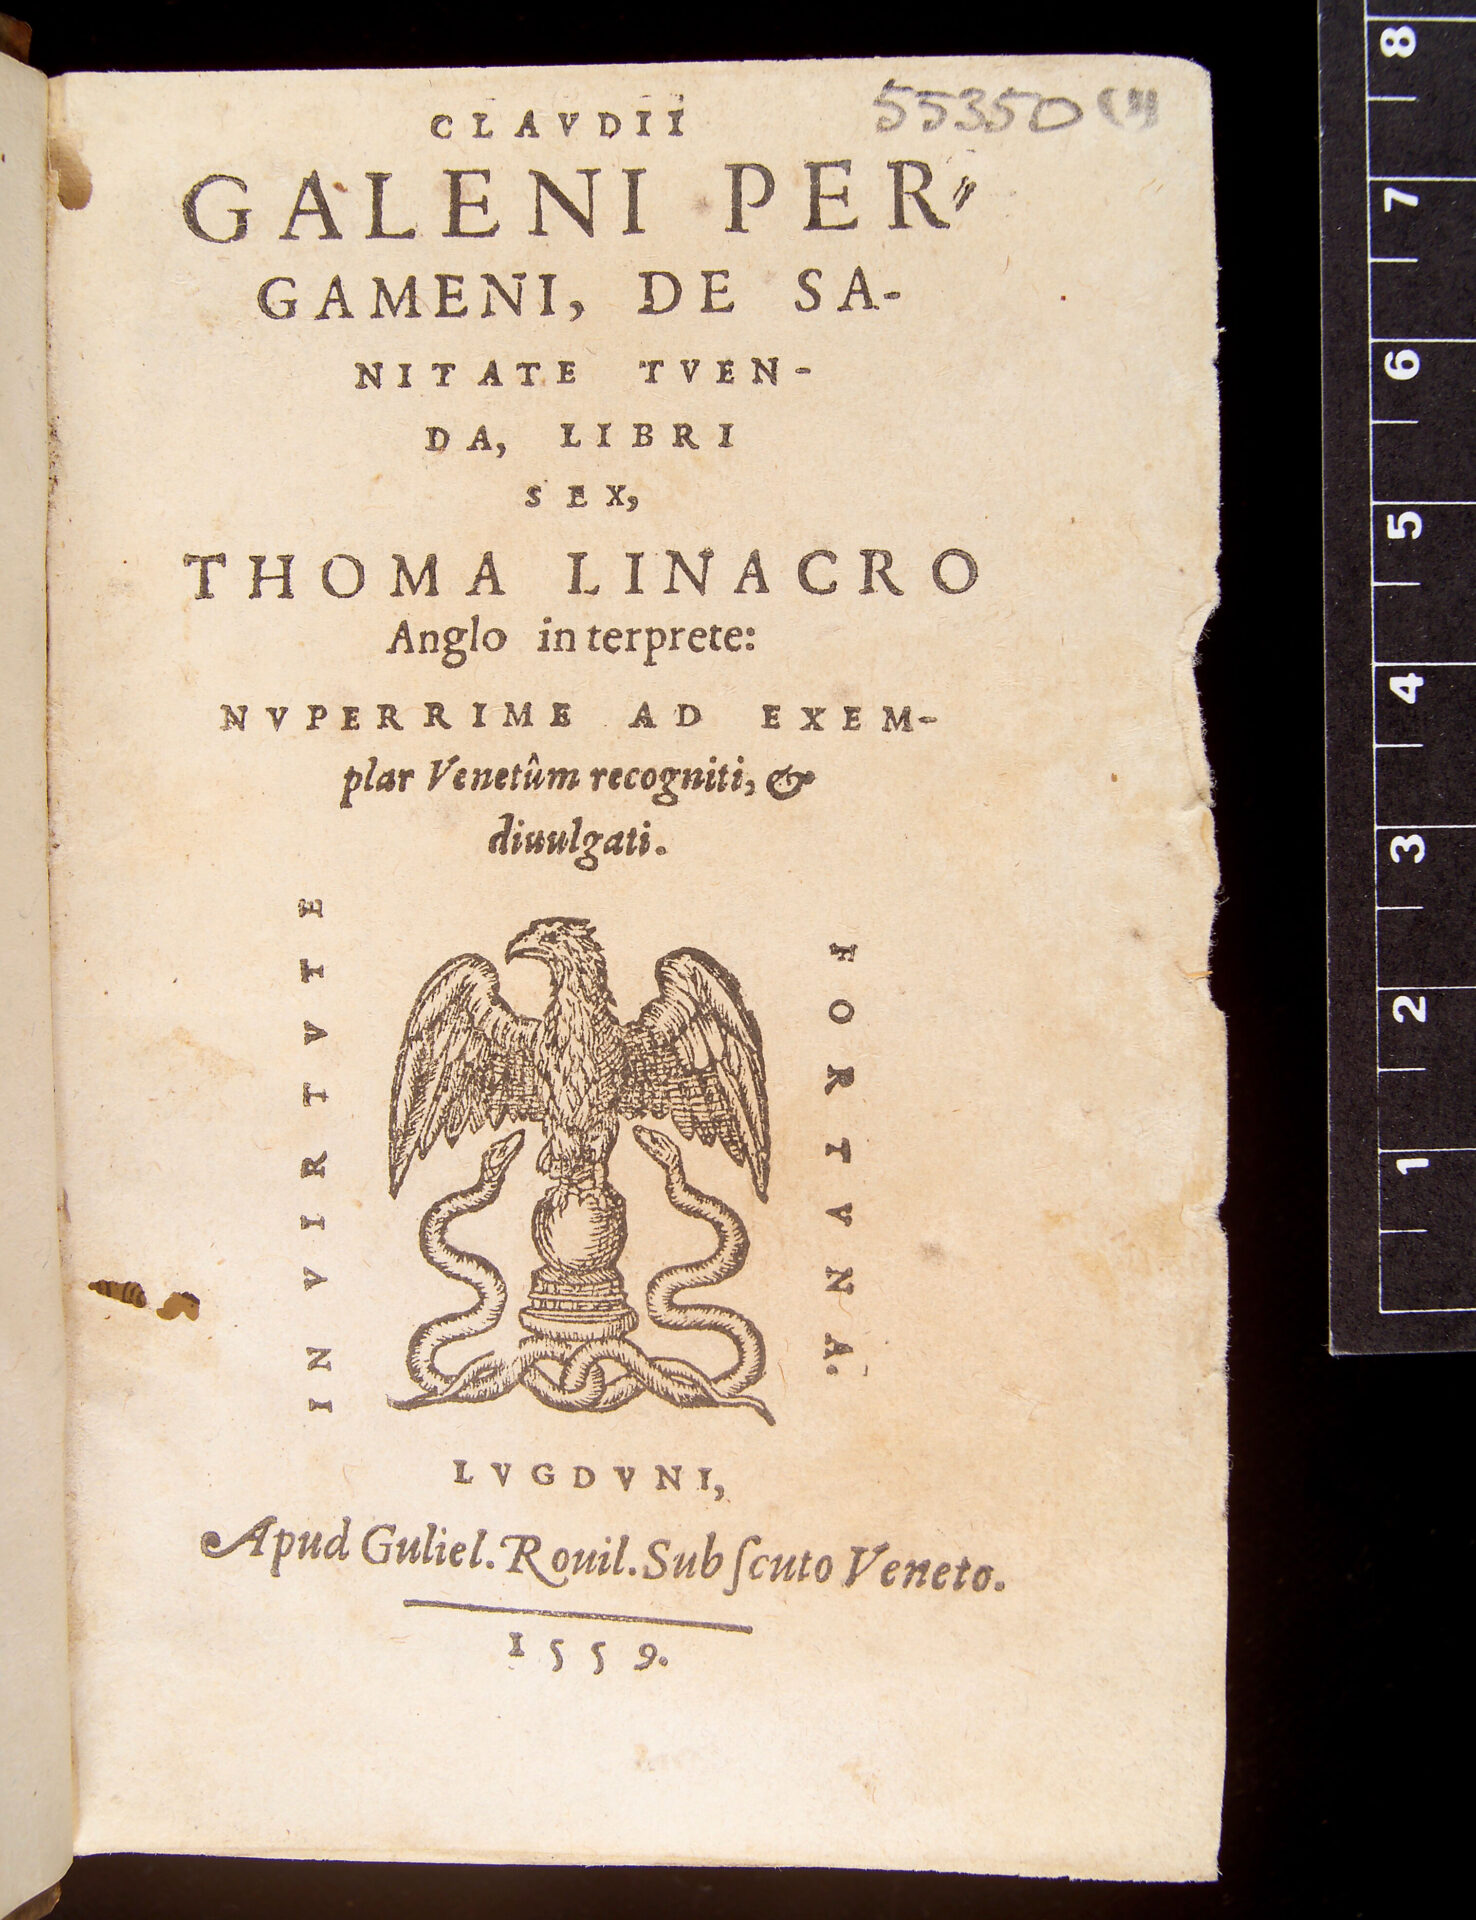 55350 (1)
CLAVDII
GALENI PER-
GAMENI, DE SA-
NITATE TVEN-
DA, LIBRI
SEX,
THOMA LINACRO
Anglo interprete:
NVPERRIME AD EXEM-
plar Venetûm recogniti, &
diuulgati.
IN VIRTVTE
FORTVNA.
LVGDVNI,
Apud Guliel. Rouil. Sub ſcuto Veneto.
1559.
8
7
6
5
4
3
2
1